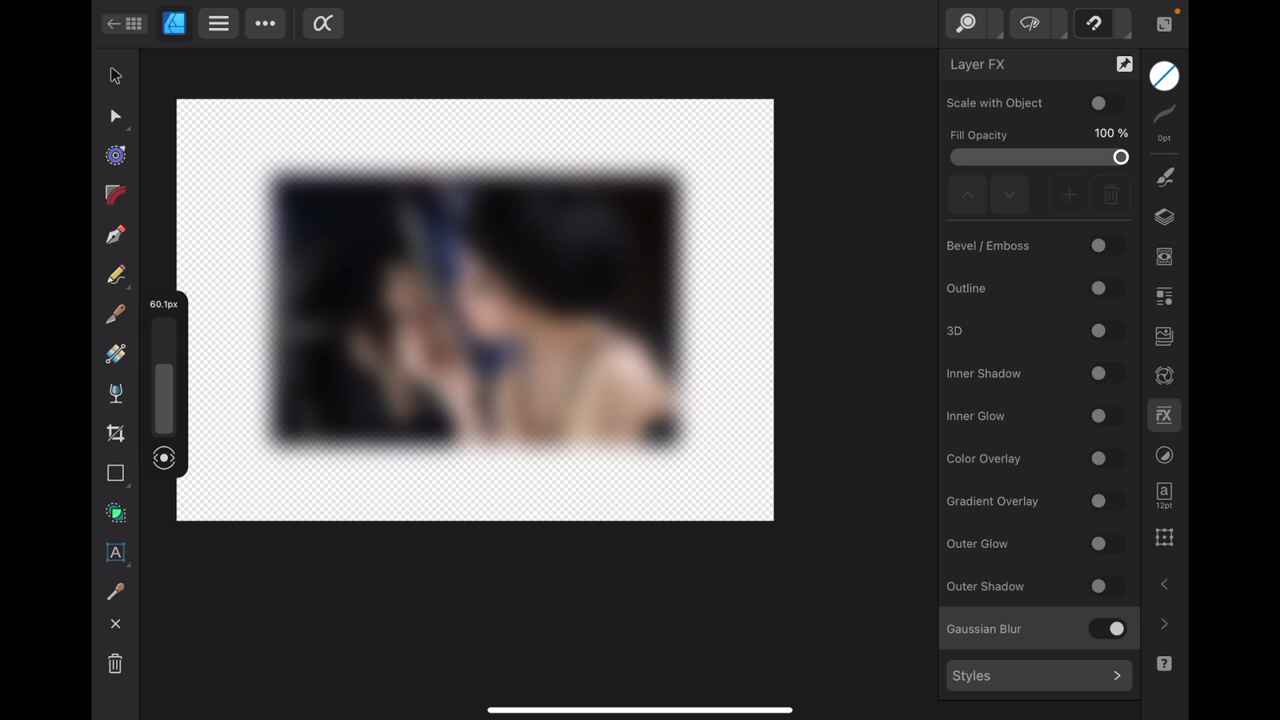 Layer FX
Scale with Object
Fill Opacity 100 %
0pt
Bevel / Emboss
Outline
60.1px
3D
Inner Shadow
Inner Glow
FX
Color Overlay
Gradient Overlay
a
12pt
Outer Glow
A
Outer Shadow
Gaussian Blur
?
Styles